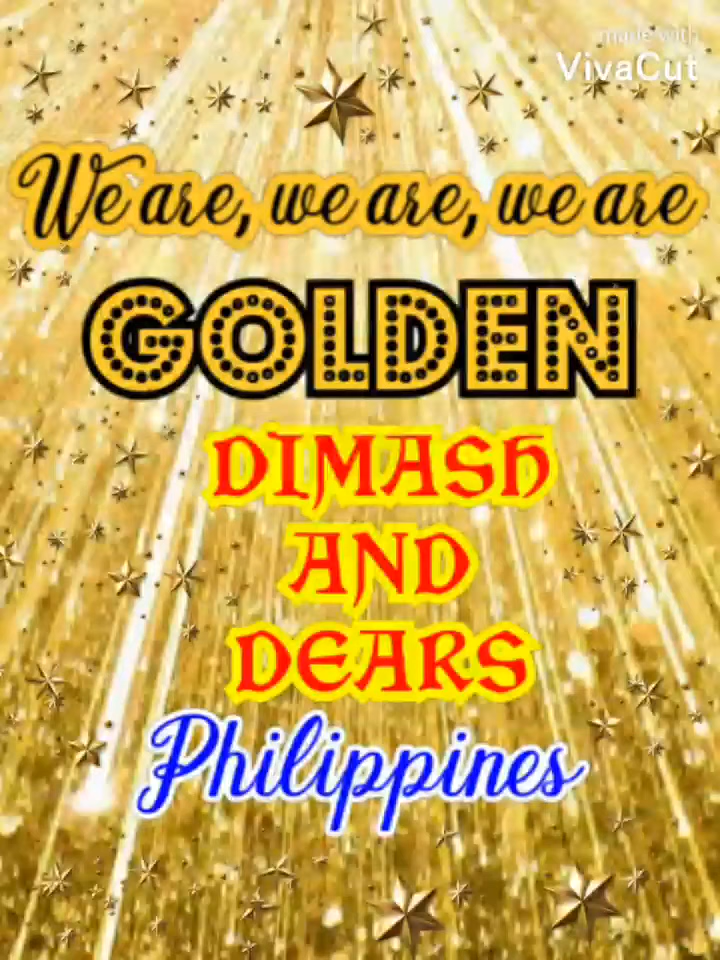 made with
VivaCut
We are, we are, we are
GOLDEN
DIMASH
AND
DEARS
Philippines